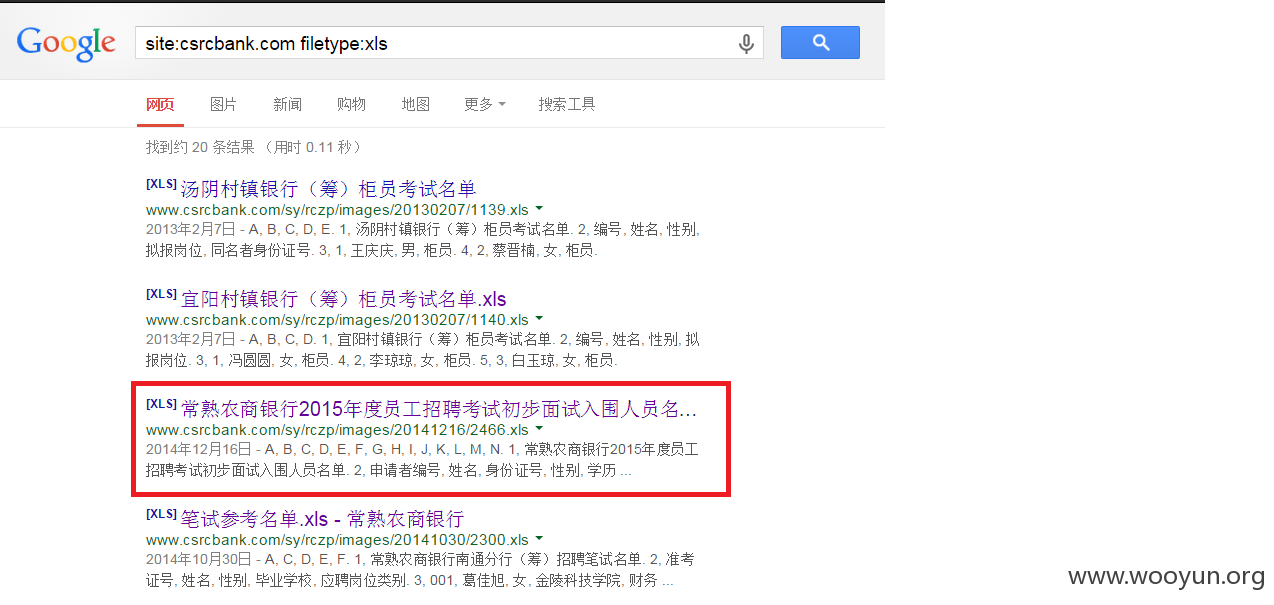 Google
site:csrcbank.com filetype:xls
网页 图片 新闻 购物 地图 更多 搜索工具
找到约 20 条结果 （用时 0.11 秒）
[XLS] 汤阴村镇银行（筹）柜员考试名单
www.csrcbank.com/sy/rczp/images/20130207/1139.xls
2013年2月7日 - A, B, C, D, E. 1, 汤阴村镇银行（筹）柜员考试名单. 2, 编号, 姓名, 性别,
拟报岗位, 同名者身份证号. 3, 1, 王庆庆, 男, 柜员. 4, 2, 蔡晋楠, 女, 柜员.
[XLS] 宜阳村镇银行（筹）柜员考试名单.xls
www.csrcbank.com/sy/rczp/images/20130207/1140.xls
2013年2月7日 - A, B, C, D. 1, 宜阳村镇银行（筹）柜员考试名单. 2, 编号, 姓名, 性别, 拟
报岗位. 3, 1, 冯圆圆, 女, 柜员. 4, 2, 李琼琼, 女, 柜员. 5, 3, 白玉琼, 女, 柜员.
[XLS] 常熟农商银行2015年度员工招聘考试初步面试入围人员名...
www.csrcbank.com/sy/rczp/images/20141216/2466.xls
2014年12月16日 - A, B, C, D, E, F, G, H, I, J, K, L, M, N. 1, 常熟农商银行2015年度员工
招聘考试初步面试入围人员名单. 2, 申请者编号, 姓名, 身份证号, 性别, 学历 ...
[XLS] 笔试参考名单.xls - 常熟农商银行
www.csrcbank.com/sy/rczp/images/20141030/2300.xls
2014年10月30日 - A, C, D, E, F. 1, 常熟农商银行南通分行（筹）招聘笔试名单. 2, 准考
证号, 姓名, 性别, 毕业学校, 应聘岗位类别. 3, 001, 葛佳旭, 女, 金陵科技学院, 财务 ...
www.wooyun.org